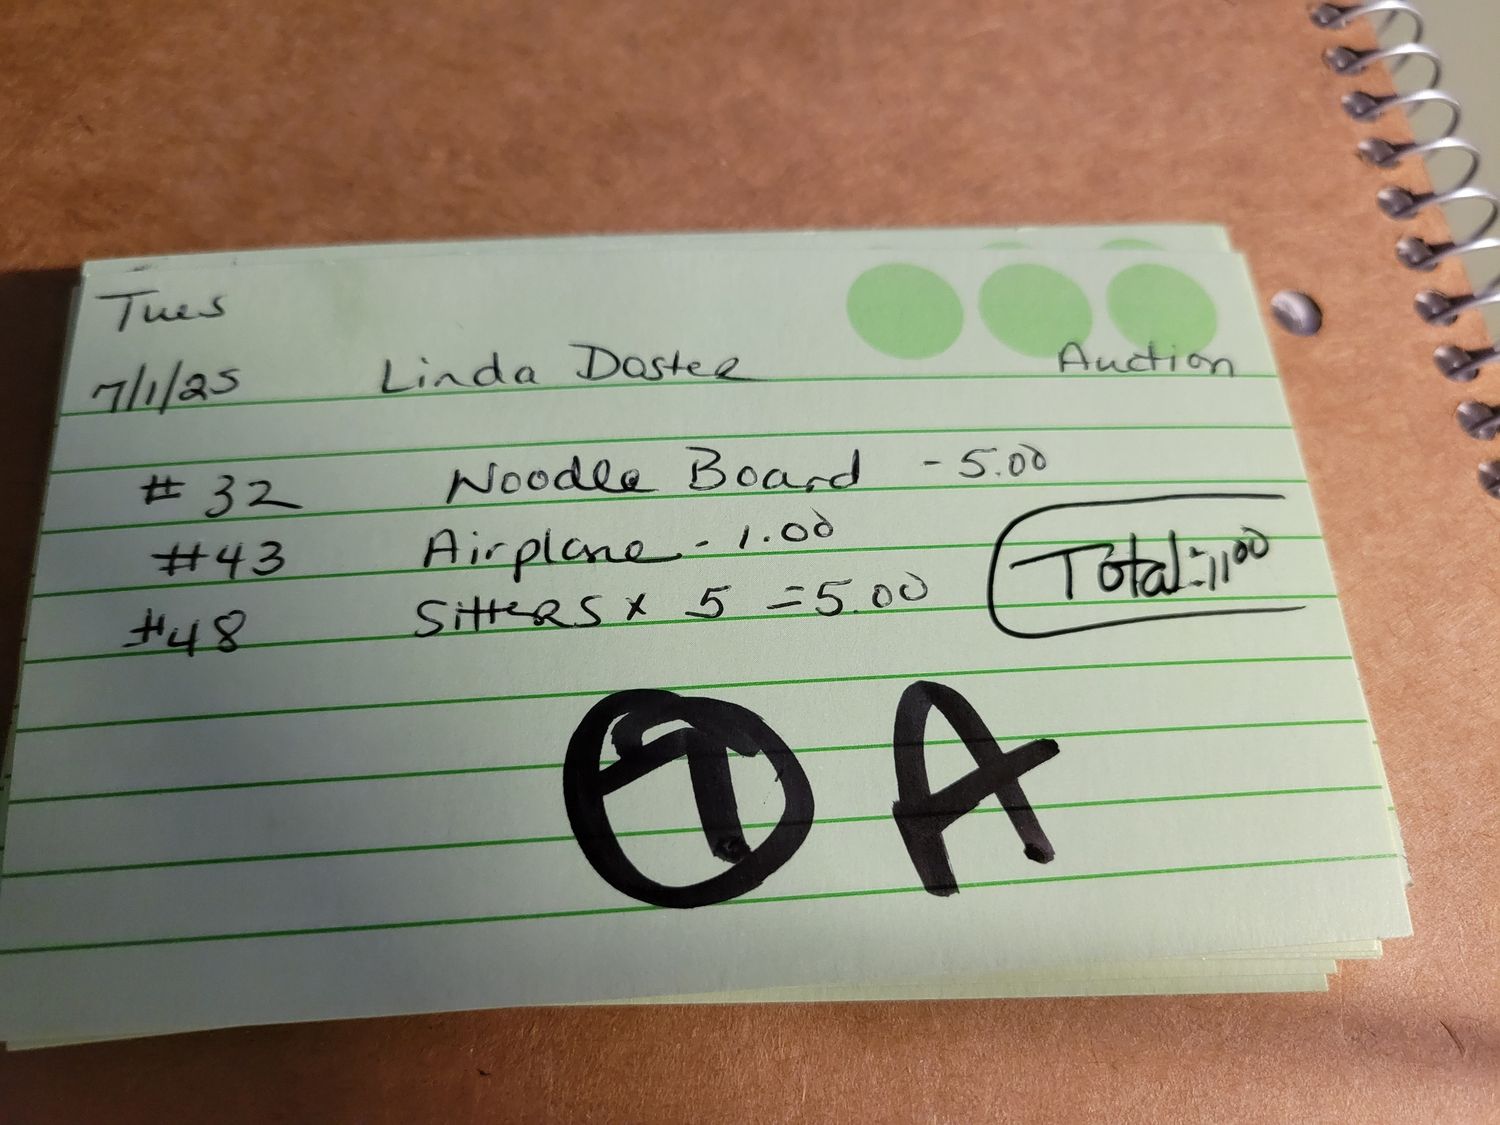 Tues
7/1/25 Linda Doster Auction
#32 Noodle Board - 5.00
#43 Airplane - 1.00
#48 Sitters x 5 = 5.00
Total: 11.00
T A